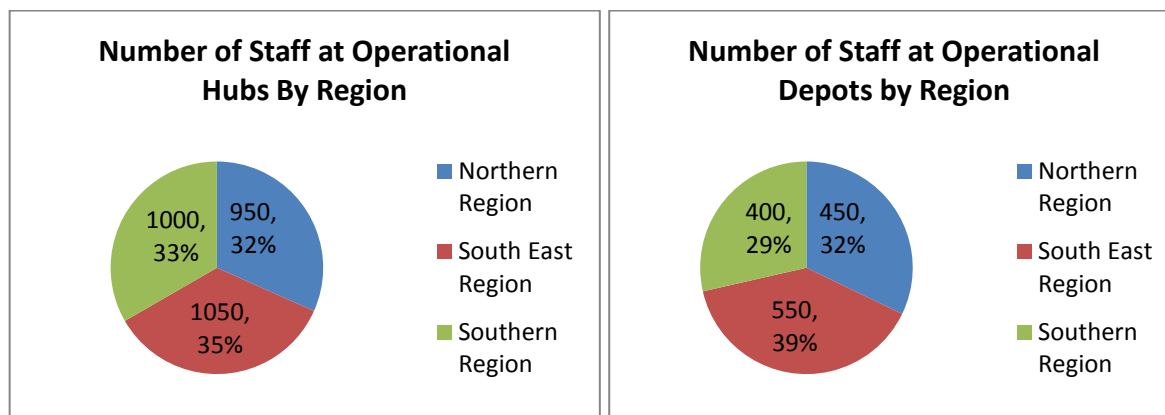 Number of Staff at Operational
Hubs By Region
1000,
33%
950,
32%
1050,
35%
Northern
Region
South East
Region
Southern
Region
Number of Staff at Operational
Depots by Region
400,
29%
450,
32%
550,
39%
Northern
Region
South East
Region
Southern
Region